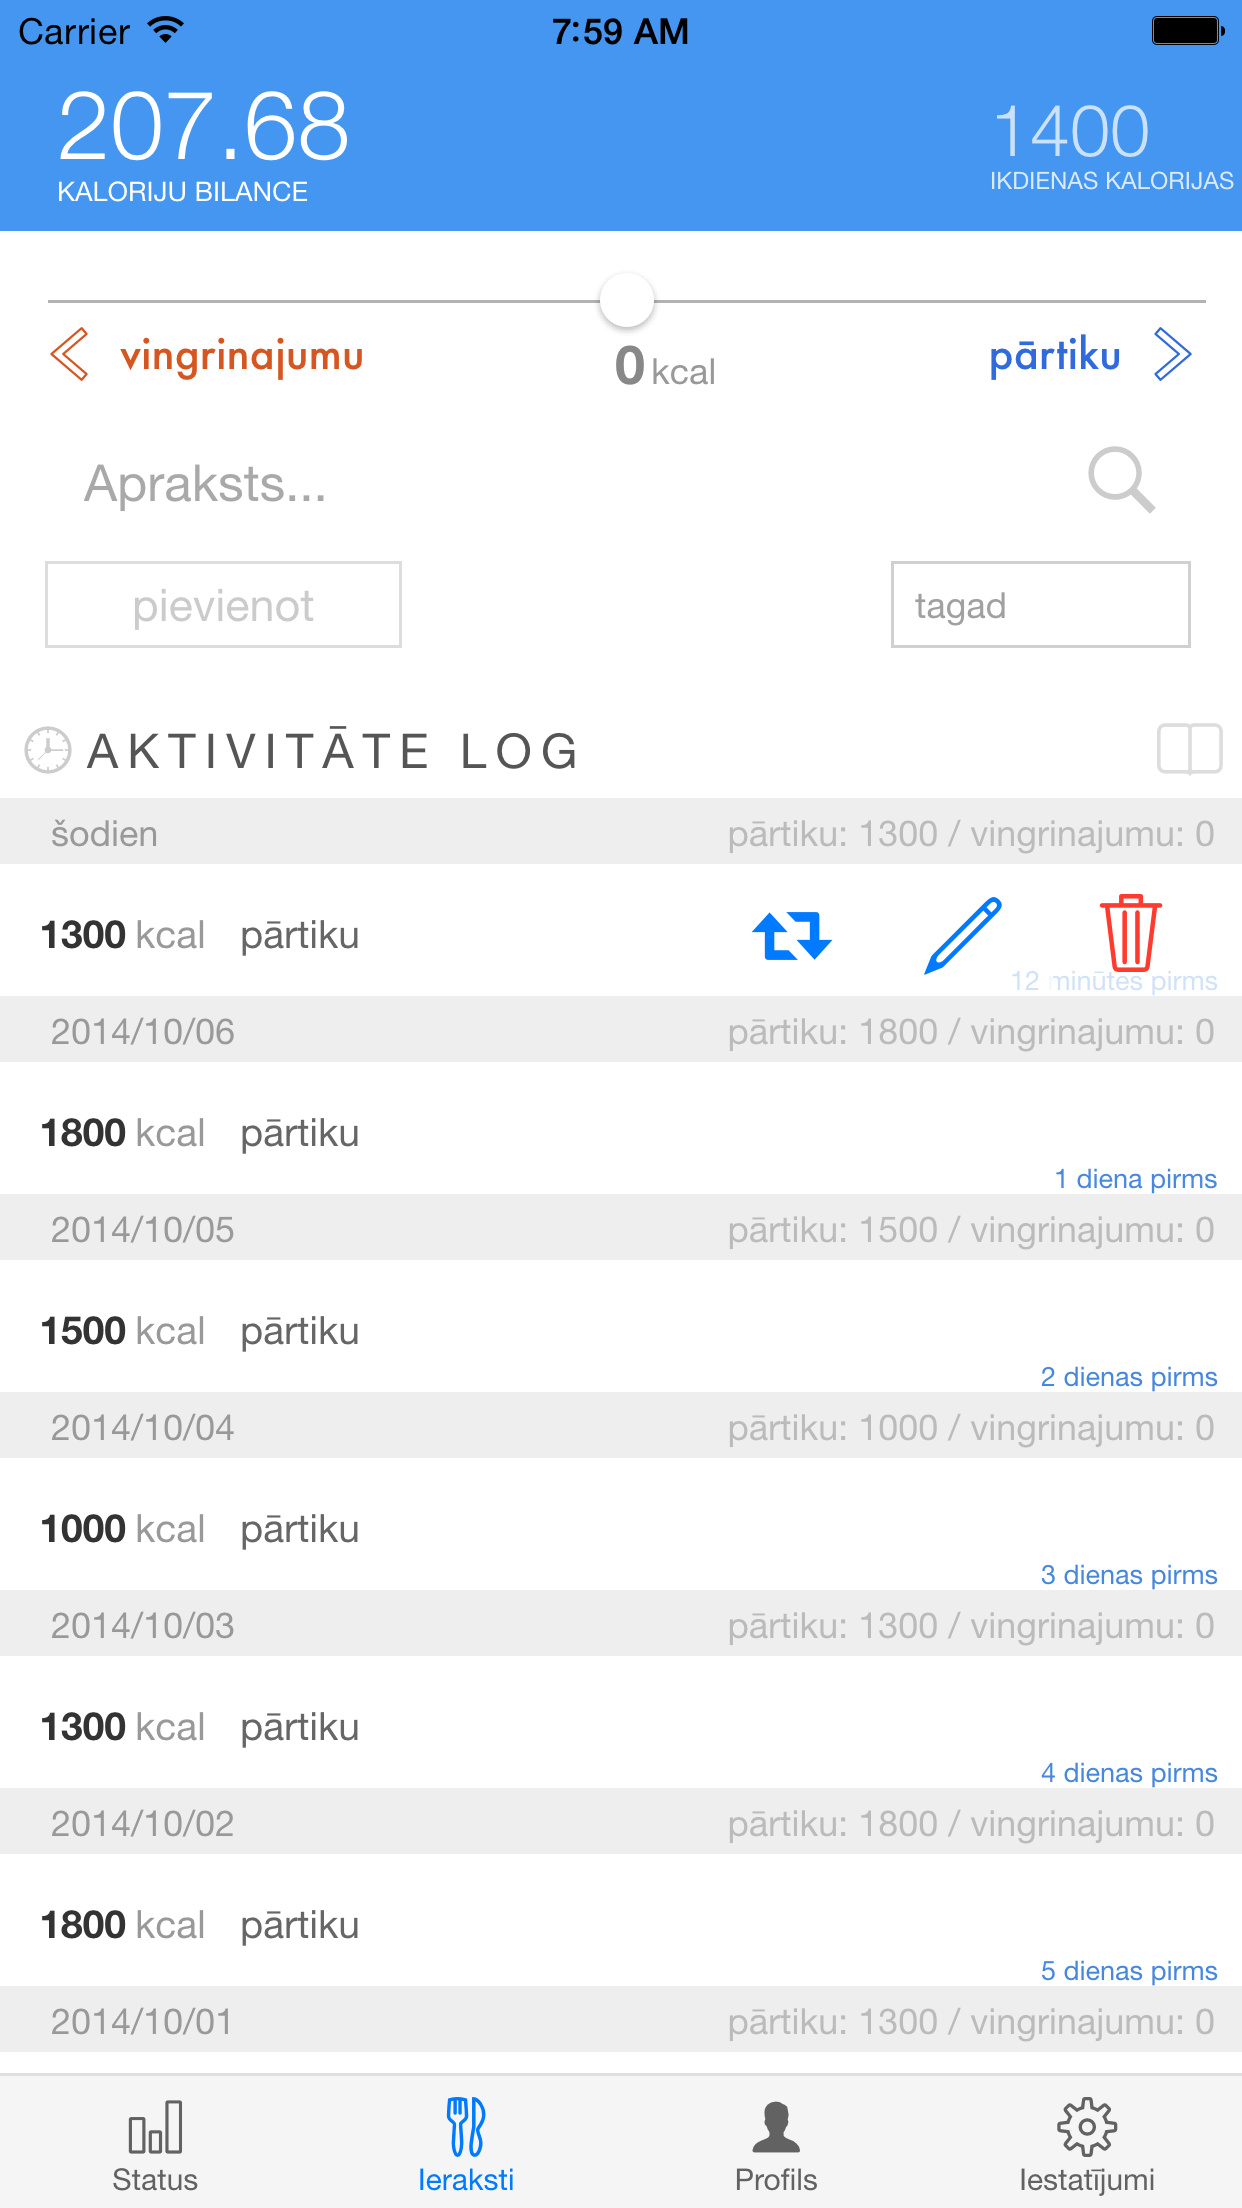 Carrier 7:59 AM
207.68
KALORIJU BILANCE
1400
IKDIENAS KALORIJAS
vingrinajumu
0 kcal
pārtiku
Apraksts...
pievienot
tagad
AKTIVITĀTE LOG
šodien pārtiku: 1300 / vingrinajumu: 0
1300 kcal pārtiku
12 minūtes pirms
2014/10/06 pārtiku: 1800 / vingrinajumu: 0
1800 kcal pārtiku
1 diena pirms
2014/10/05 pārtiku: 1500 / vingrinajumu: 0
1500 kcal pārtiku
2 dienas pirms
2014/10/04 pārtiku: 1000 / vingrinajumu: 0
1000 kcal pārtiku
3 dienas pirms
2014/10/03 pārtiku: 1300 / vingrinajumu: 0
1300 kcal pārtiku
4 dienas pirms
2014/10/02 pārtiku: 1800 / vingrinajumu: 0
1800 kcal pārtiku
5 dienas pirms
2014/10/01 pārtiku: 1300 / vingrinajumu: 0
Status Ieraksti Profils Iestatījumi